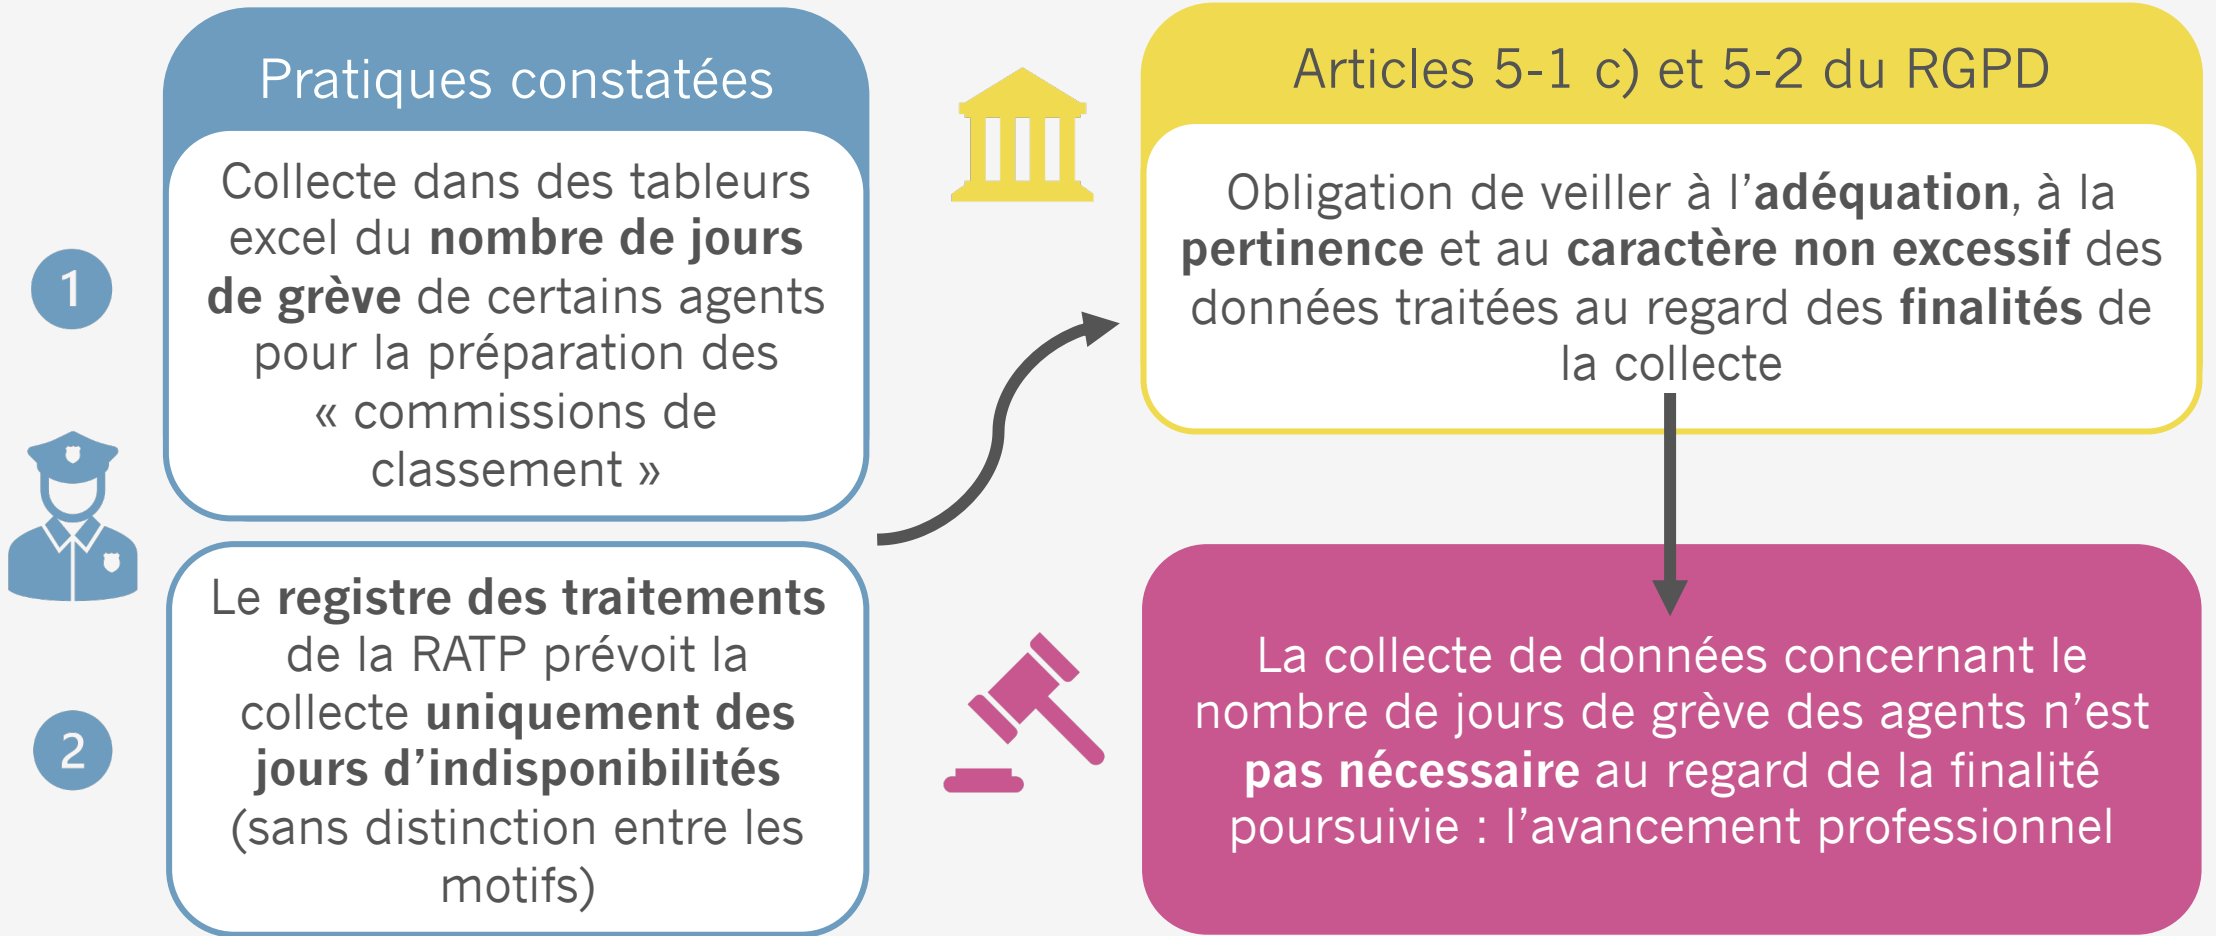 Pratiques constatées
1
Collecte dans des tableurs
excel du nombre de jours
de grève de certains agents
pour la préparation des
« commissions de
classement »
2
Le registre des traitements
de la RATP prévoit la
collecte uniquement des
jours d’indisponibilités
(sans distinction entre les
motifs)
Articles 5-1 c) et 5-2 du RGPD
Obligation de veiller à l’adéquation, à la
pertinence et au caractère non excessif des
données traitées au regard des finalités de
la collecte
La collecte de données concernant le
nombre de jours de grève des agents n’est
pas nécessaire au regard de la finalité
poursuivie : l’avancement professionnel